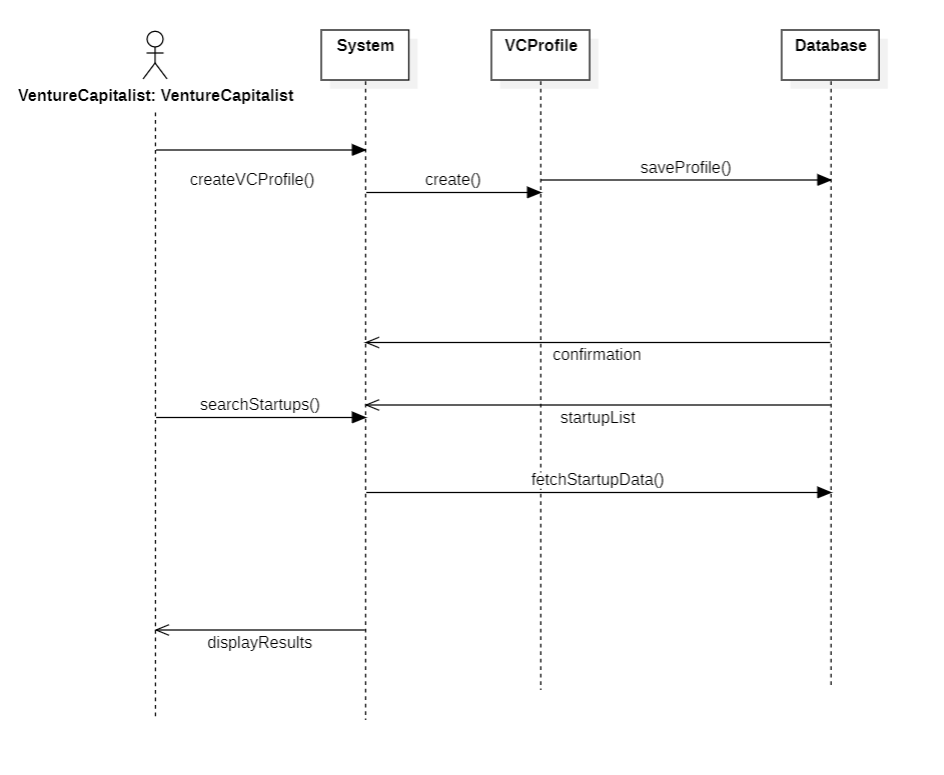 System
VCProfile
Database
VentureCapitalist: VentureCapitalist
saveProfile()
createVCProfile()
create()
confirmation
searchStartups()
startupList
fetchStartupData()
displayResults